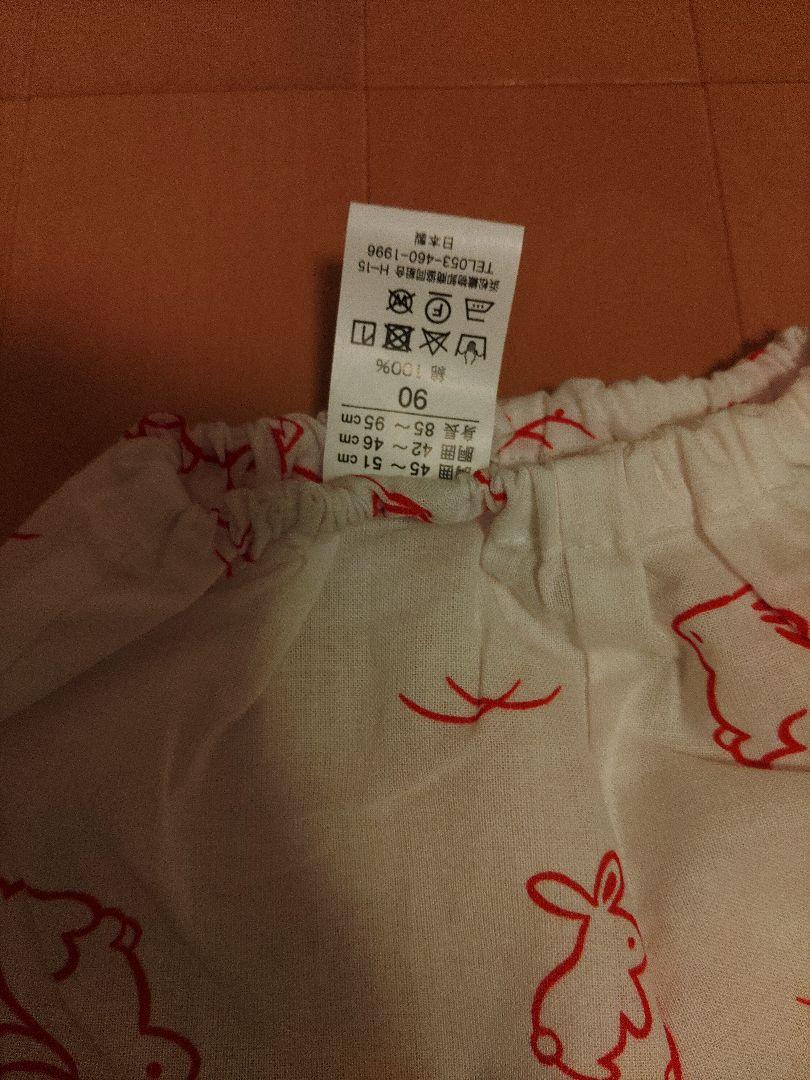 胸囲 45～51cm
胴囲 42～46cm
身長 85～95cm
90
綿 100%
F W
浜松織物卸商協同組合 H-15
TEL053-460-1996
日本製